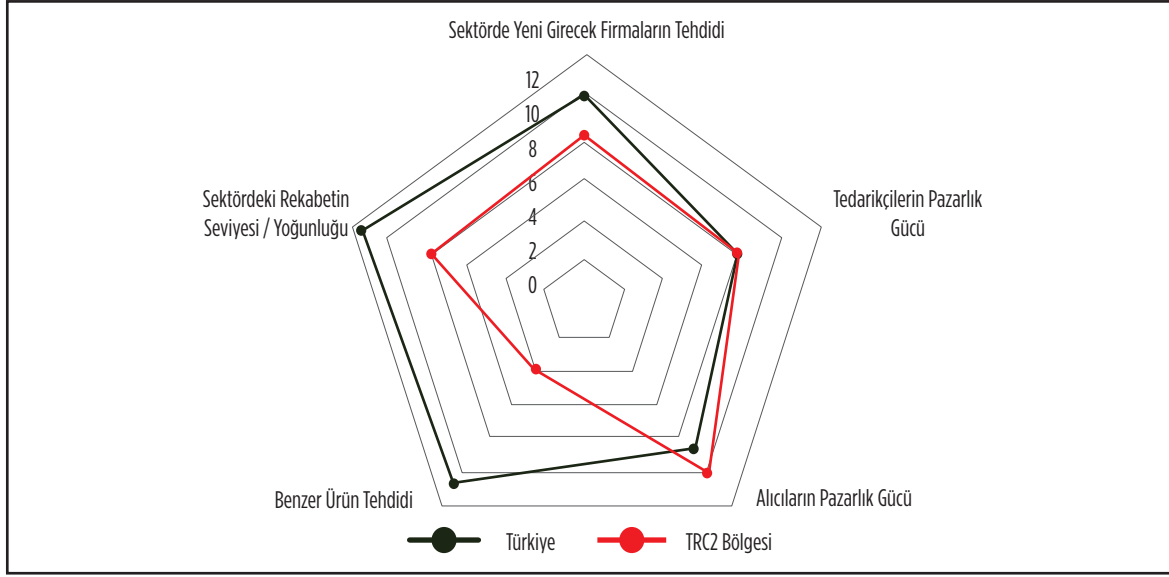 Sektörde Yeni Girecek Firmaların Tehdidi
12
10
8
6
4
2
0
Sektördeki Rekabetin
Seviyesi / Yoğunluğu
Tedarikçilerin Pazarlık
Gücü
Benzer Ürün Tehdidi
Alıcıların Pazarlık Gücü
Türkiye
TRC2 Bölgesi